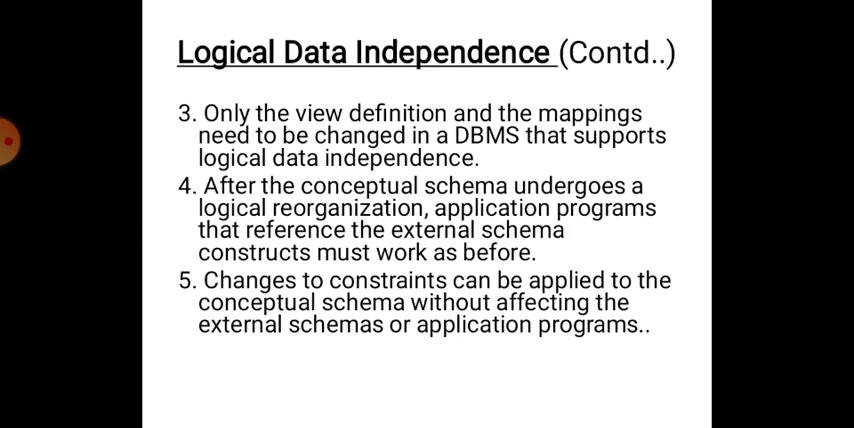 Logical Data Independence (Contd..)
3. Only the view definition and the mappings
need to be changed in a DBMS that supports
logical data independence.
4. After the conceptual schema undergoes a
logical reorganization, application programs
that reference the external schema
constructs must work as before.
5. Changes to constraints can be applied to the
conceptual schema without affecting the
external schemas or application programs..